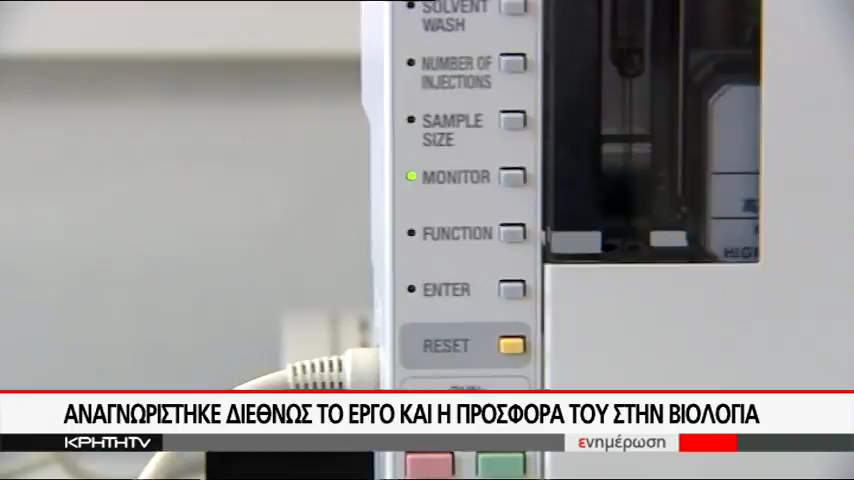 SOLVENT
WASH
NUMBER OF
INJECTIONS
SAMPLE
SIZE
MONITOR
FUNCTION
ENTER
RESET
ΑΝΑΓΝΩΡΙΣΤΗΚΕ ΔΙΕΘΝΩΣ ΤΟ ΕΡΓΟ ΚΑΙ Η ΠΡΟΣΦΟΡΑ ΤΟΥ ΣΤΗΝ ΒΙΟΛΟΓΙΑ
ΚΡΗΤΗTV
ενημέρωση